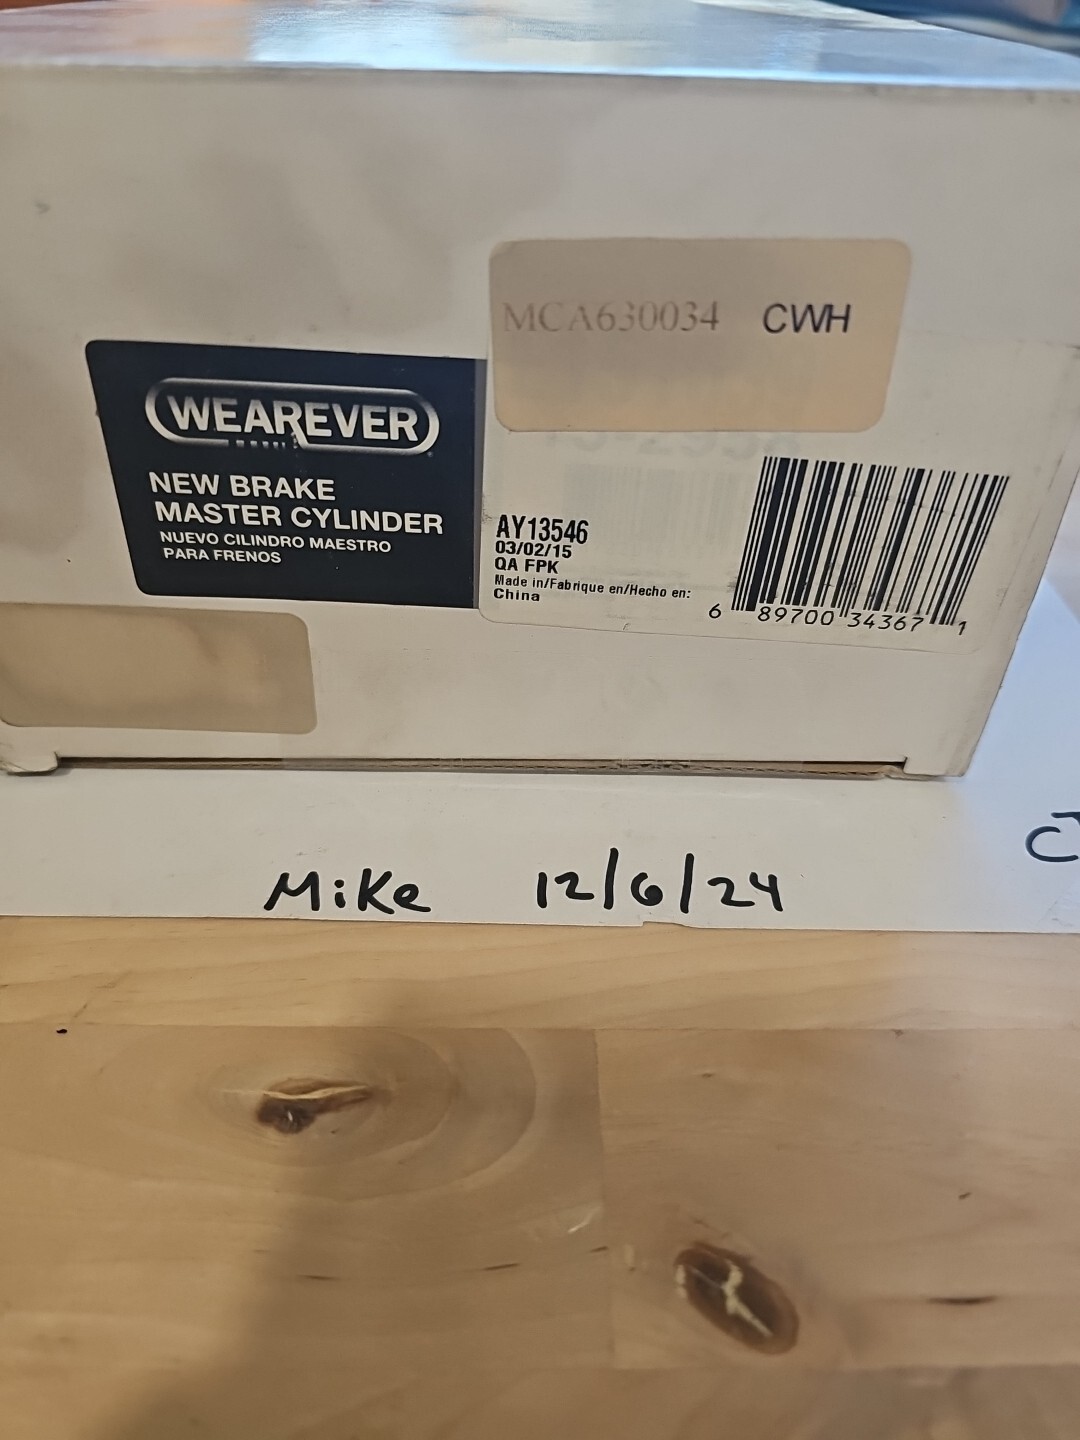 MCA630034 CWH
WEAREVER
NEW BRAKE
MASTER CYLINDER
NUEVO CILINDRO MAESTRO
PARA FRENOS
AY13546
03/02/15
QA FPK
Made in/Fabrique en/Hecho en:
China
6 89700 34367 1
Mike 12/6/24